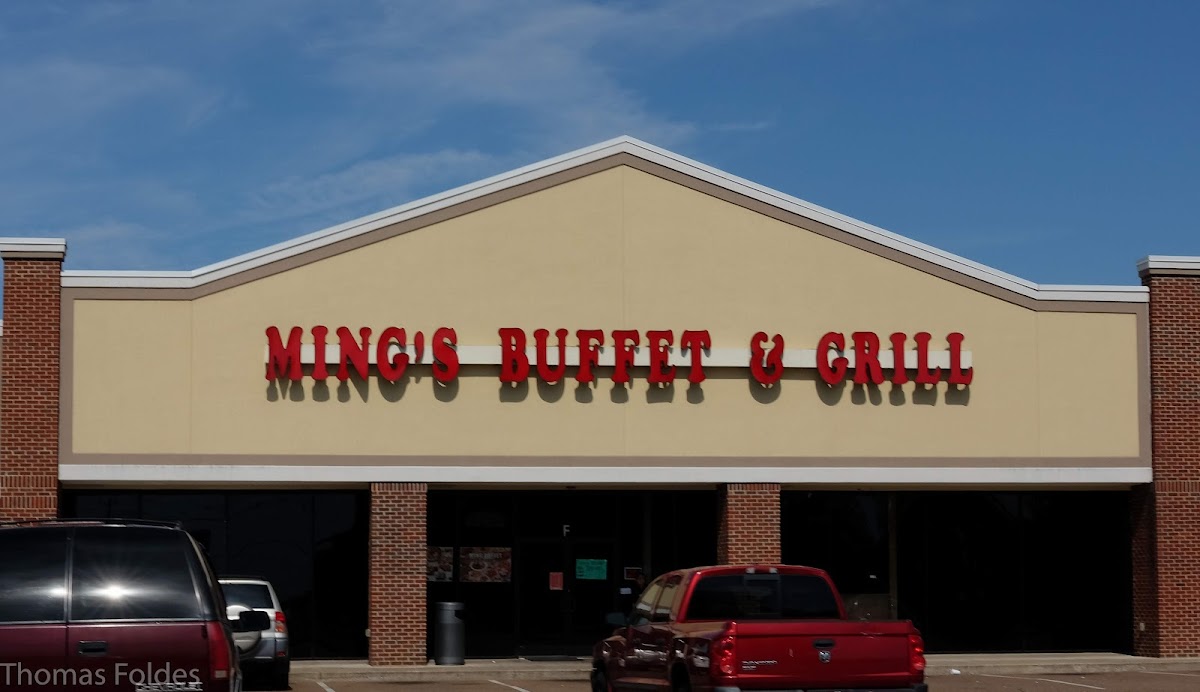 MING'S BUFFET & GRILL
F
Thomas Foldes